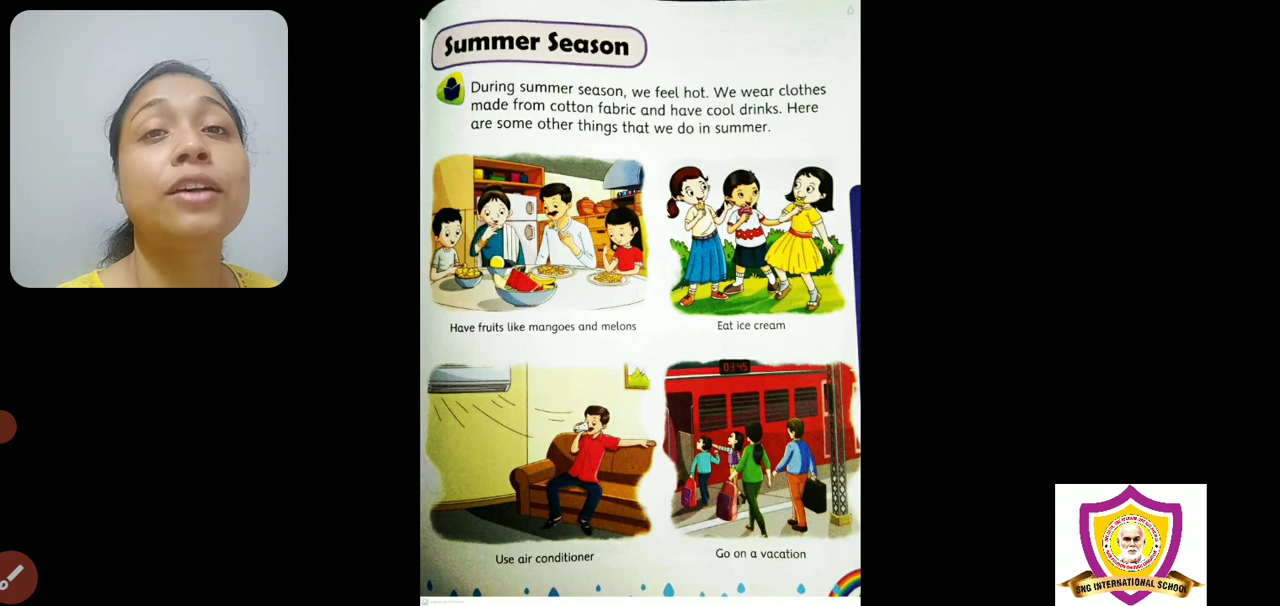 Summer Season
During summer season, we feel hot. We wear clothes
made from cotton fabric and have cool drinks. Here
are some other things that we do in summer.
Have fruits like mangoes and melons
Eat ice cream
03:45
Use air conditioner
Go on a vacation
SNG INTERNATIONAL SCHOOL